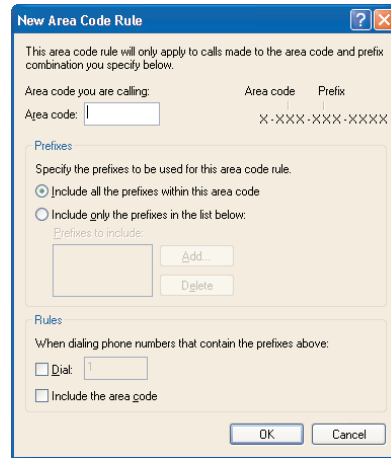 New Area Code Rule
This area code rule will only apply to calls made to the area code and prefix
combination you specify below.
Area code you are calling:
Area code Prefix
Area code:
X-XXX-XXX-XXXX
Prefixes
Specify the prefixes to be used for this area code rule.
Include all the prefixes within this area code
Include only the prefixes in the list below:
Prefixes to include:
Add...
Delete
Rules
When dialing phone numbers that contain the prefixes above:
Dial: 1
Include the area code
OK Cancel